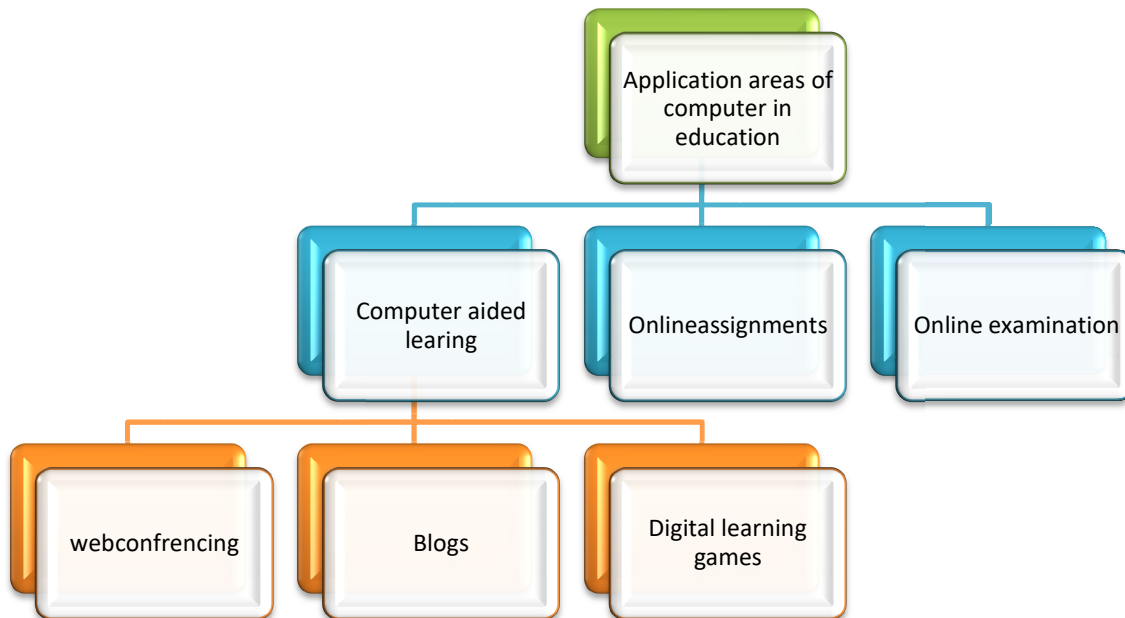 Application areas of
computer in
education
Computer aided
learing
Onlineassignments
Online examination
webconfrencing
Blogs
Digital learning
games